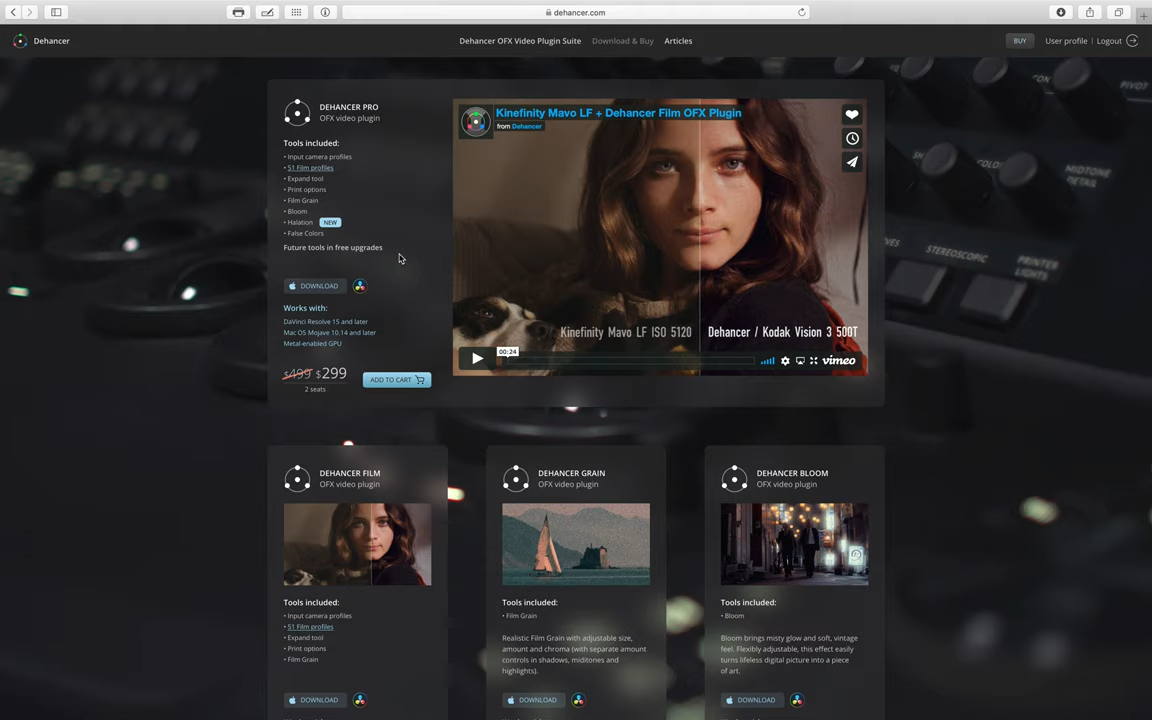 dehancer.com
Dehancer
Dehancer OFX Video Plugin Suite
Download & Buy
Articles
BUY
User profile | Logout
DEHANCER PRO
OFX video plugin
Tools included:
• Input camera profiles
• 51 Film profiles
• Expand tool
• Print options
• Film Grain
• Bloom
• Halation NEW
• False Colors
Future tools in free upgrades
DOWNLOAD
Works with:
DaVinci Resolve 15 and later
Mac OS Mojave 10.14 and later
Metal-enabled GPU
$499 $299
2 seats
ADD TO CART
Kinefinity Mavo LF + Dehancer Film OFX Plugin
from Dehancer
Kinefinity Mavo LF ISO 5120
Dehancer / Kodak Vision 3 500T
00:24
vimeo
PIVOT
MIDTONE
DETAIL
STEREOSCOPIC
PRINTER
LIGHTS
DEHANCER FILM
OFX video plugin
Tools included:
• Input camera profiles
• 51 Film profiles
• Expand tool
• Print options
• Film Grain
DOWNLOAD
DEHANCER GRAIN
OFX video plugin
Tools included:
• Film Grain
Realistic Film Grain with adjustable size,
amount and chroma (with separate amount
controls in shadows, midtones and
highlights).
DOWNLOAD
DEHANCER BLOOM
OFX video plugin
Tools included:
• Bloom
Bloom brings misty glow and soft, vintage
feel. Flexibly adjustable, this effect easily
turns lifeless digital picture into a piece
of art.
DOWNLOAD